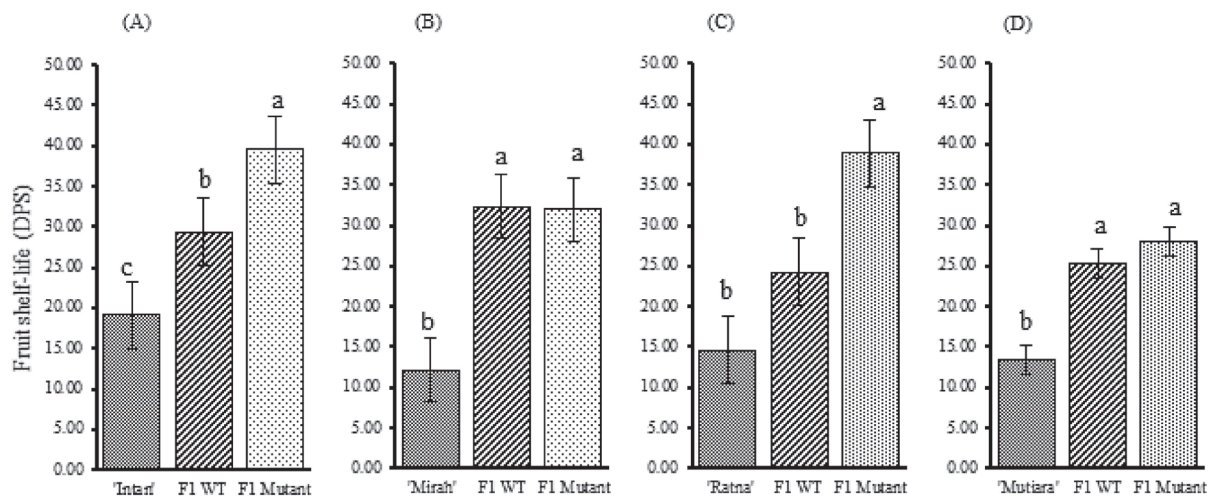 (A) (B) (C) (D)
50.00 50.00 50.00 50.00
45.00 45.00 45.00 45.00
40.00 40.00 40.00 40.00
35.00 35.00 35.00 35.00
30.00 30.00 30.00 30.00
25.00 25.00 25.00 25.00
20.00 20.00 20.00 20.00
15.00 15.00 15.00 15.00
10.00 10.00 10.00 10.00
5.00 5.00 5.00 5.00
0.00 0.00 0.00 0.00
Fruit shelf-life (DPS)
c b a
b a a
b b a
b a a
'Intan' F1 WT F1 Mutant
'Mirah' F1 WT F1 Mutant
'Ratna' F1 WT F1 Mutant
'Mutiara' F1 WT F1 Mutant